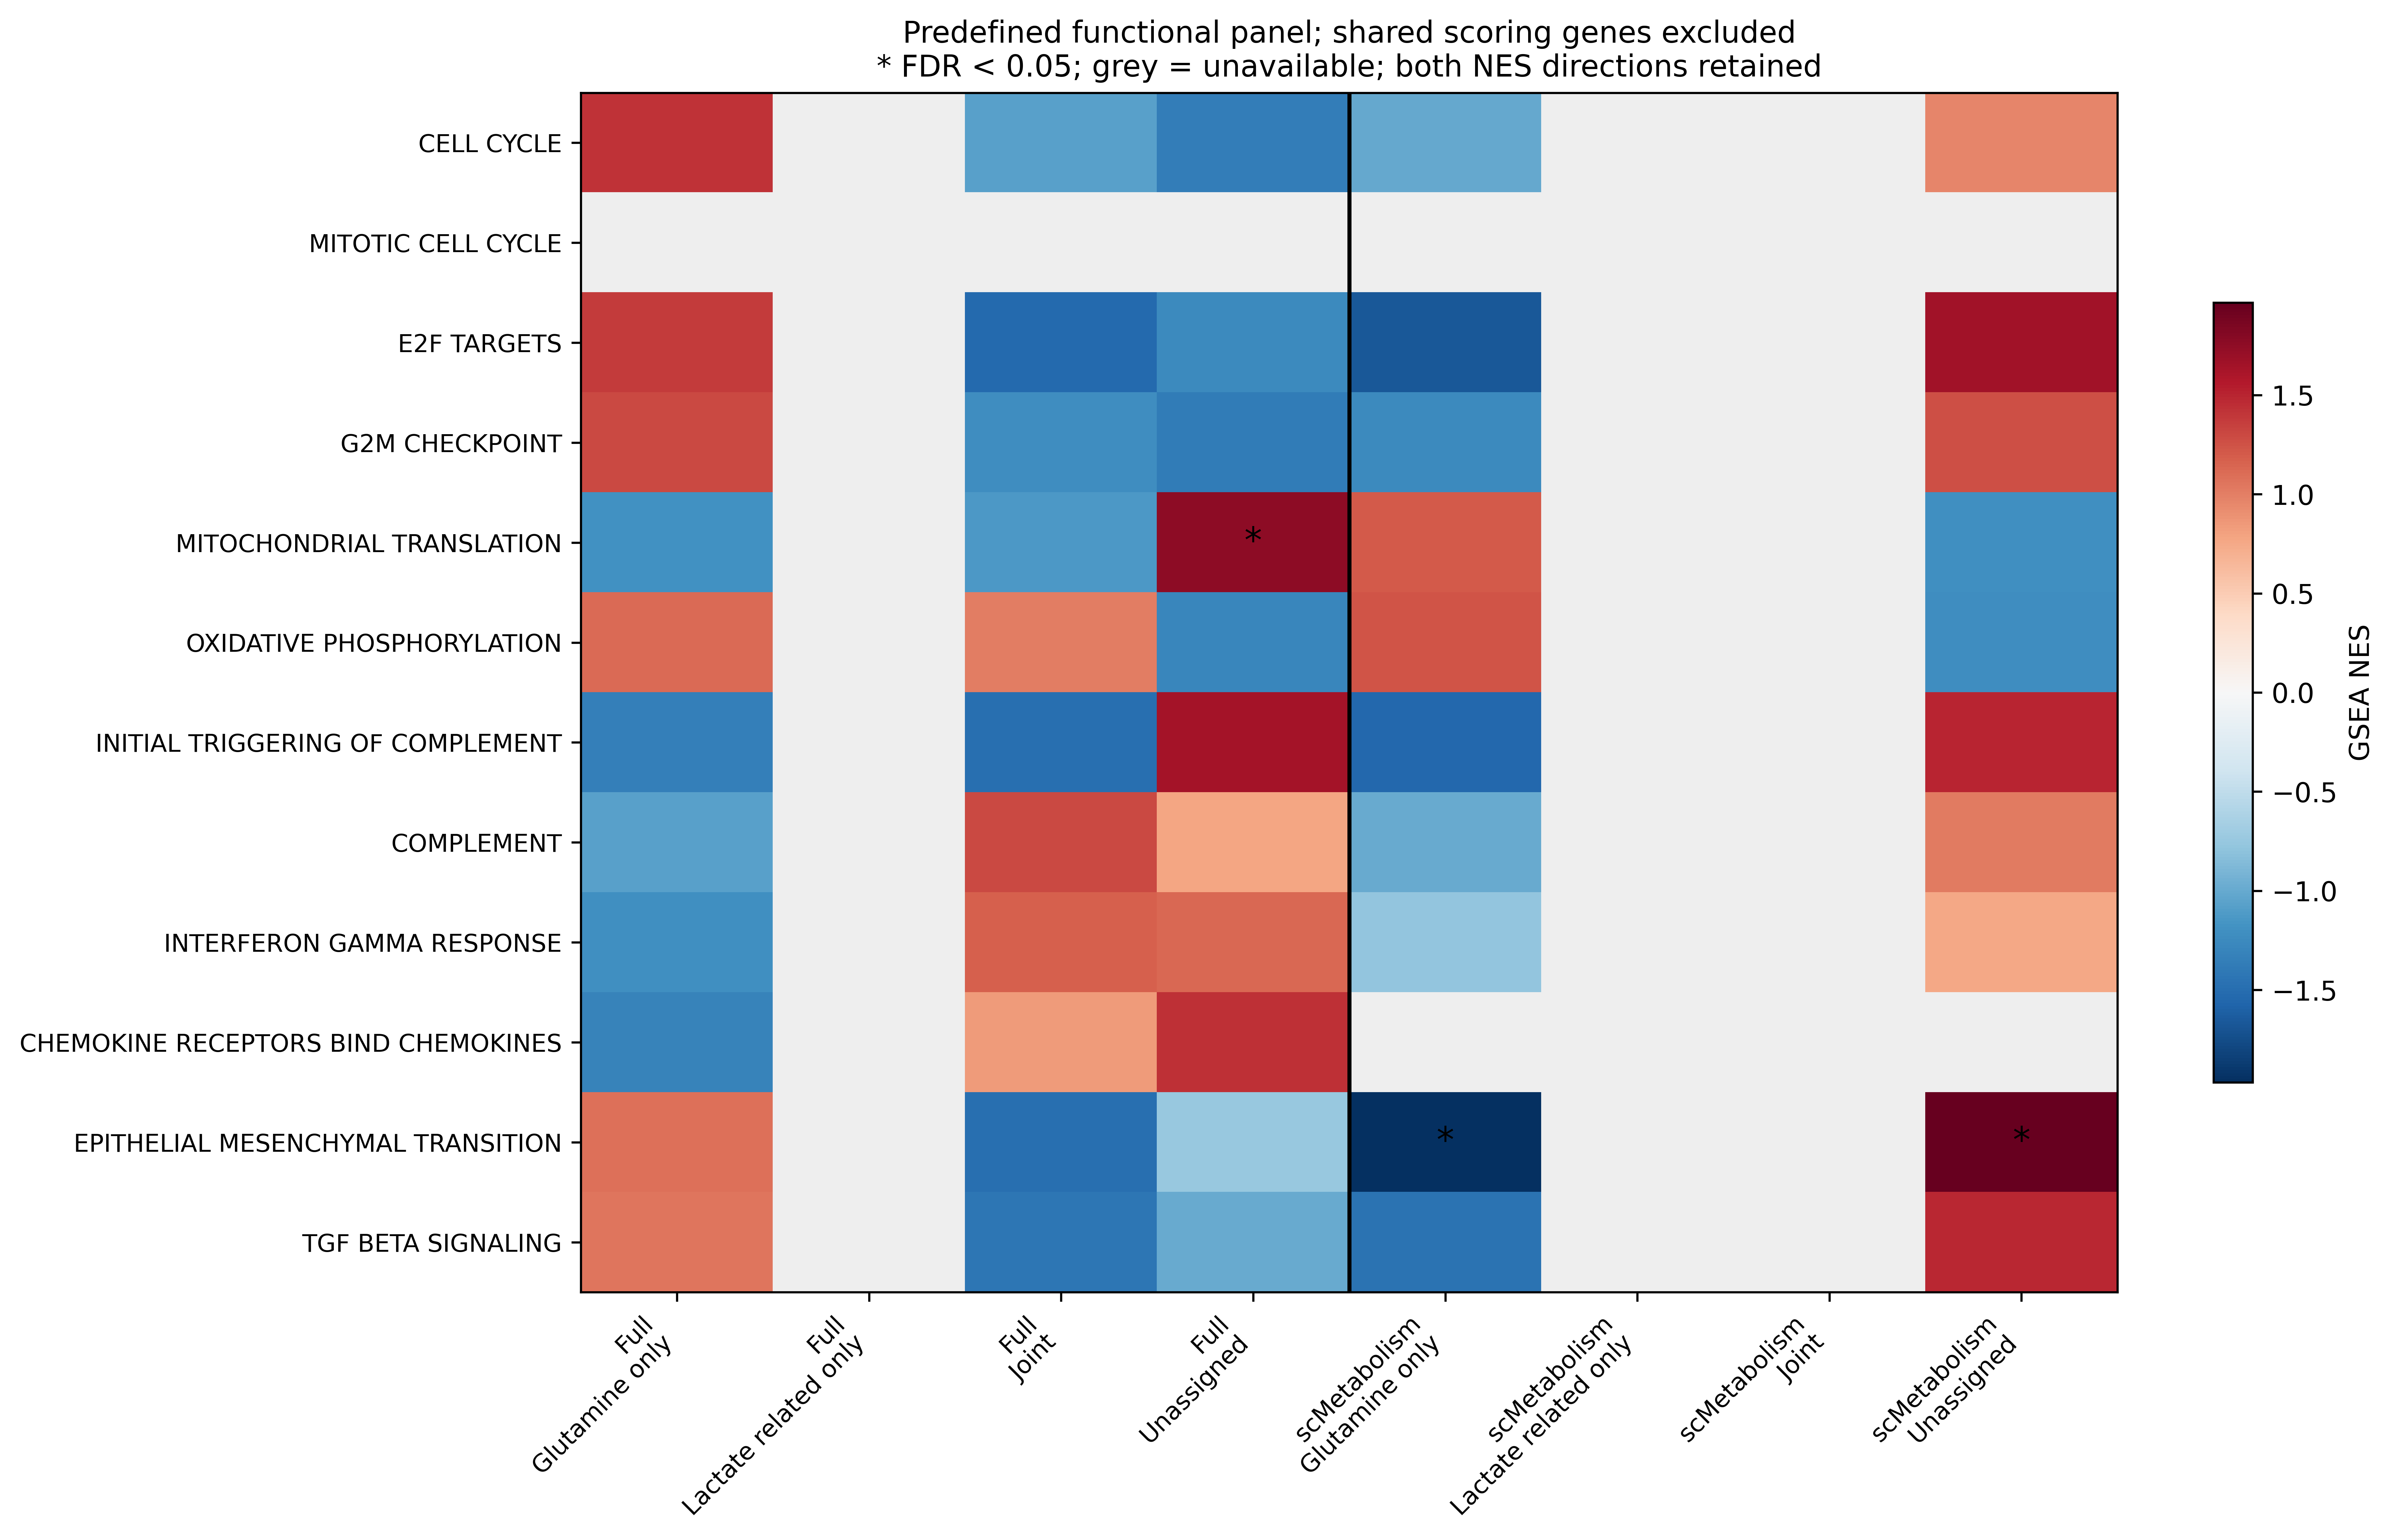 Predefined functional panel; shared scoring genes excluded
* FDR < 0.05; grey = unavailable; both NES directions retained
CELL CYCLE
MITOTIC CELL CYCLE
E2F TARGETS
G2M CHECKPOINT
MITOCHONDRIAL TRANSLATION
*
OXIDATIVE PHOSPHORYLATION
INITIAL TRIGGERING OF COMPLEMENT
COMPLEMENT
INTERFERON GAMMA RESPONSE
CHEMOKINE RECEPTORS BIND CHEMOKINES
EPITHELIAL MESENCHYMAL TRANSITION
*
*
TGF BETA SIGNALING
Full
Glutamine only
Full
Lactate related only
Full
Joint
Full
Unassigned
scMetabolism
Glutamine only
scMetabolism
Lactate related only
scMetabolism
Joint
scMetabolism
Unassigned
1.5
1.0
0.5
0.0
−0.5
−1.0
−1.5
GSEA NES